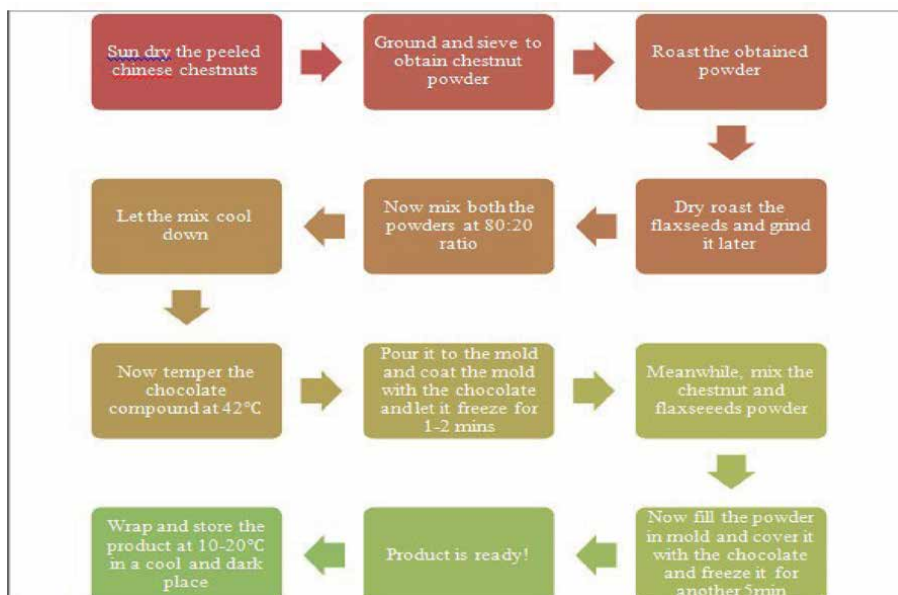 Sun dry the peeled
chinese chestnuts
Ground and sieve to
obtain chestnut
powder
Roast the obtained
powder
Dry roast the
flaxseeds and grind
it later
Now mix both the
powders at 80:20
ratio
Let the mix cool
down
Now temper the
chocolate
compound at 42°C
Pour it to the mold
and coat the mold
with the chocolate
and let it freeze for
1-2 mins
Meanwhile, mix the
chestnut and
flaxseeeds powder
Now fill the powder
in mold and cover it
with the chocolate
and freeze it for
another 5min
Product is ready!
Wrap and store the
product at 10-20°C
in a cool and dark
place